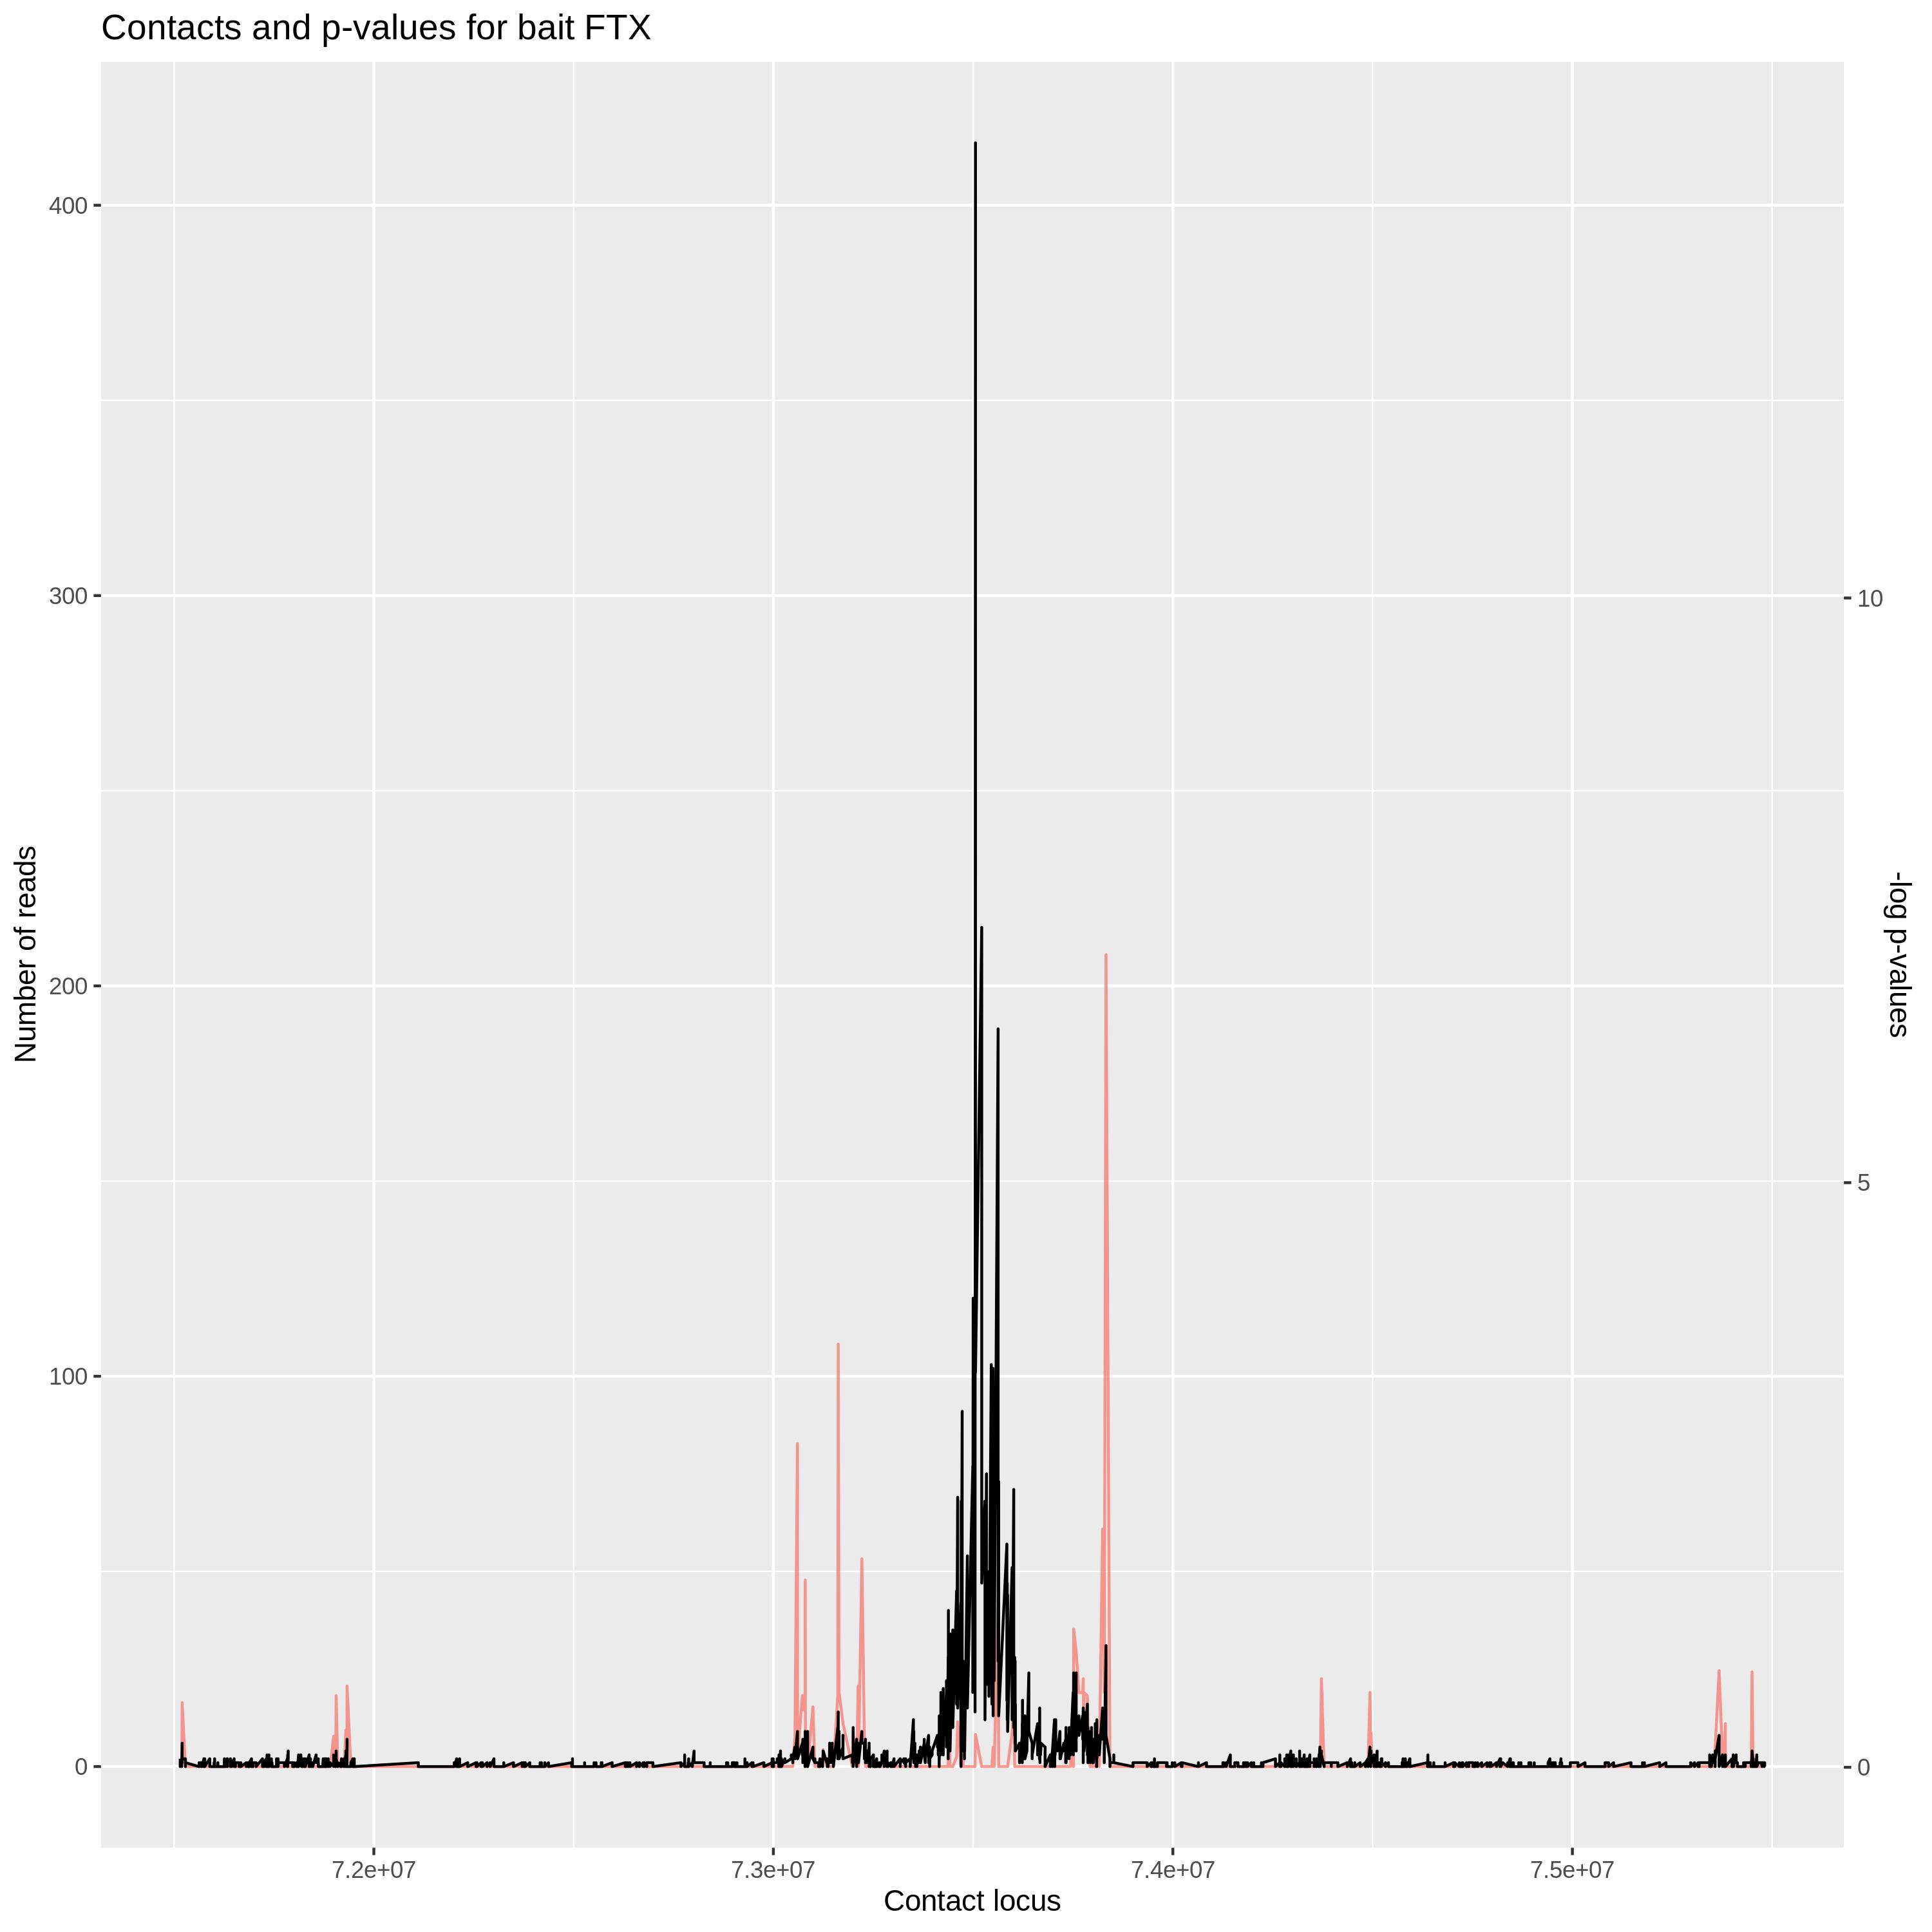 Contacts and p-values for bait FTX
400
300
200
100
0
Number of reads
10
5
0
-log p-values
7.2e+07
7.3e+07
7.4e+07
7.5e+07
Contact locus